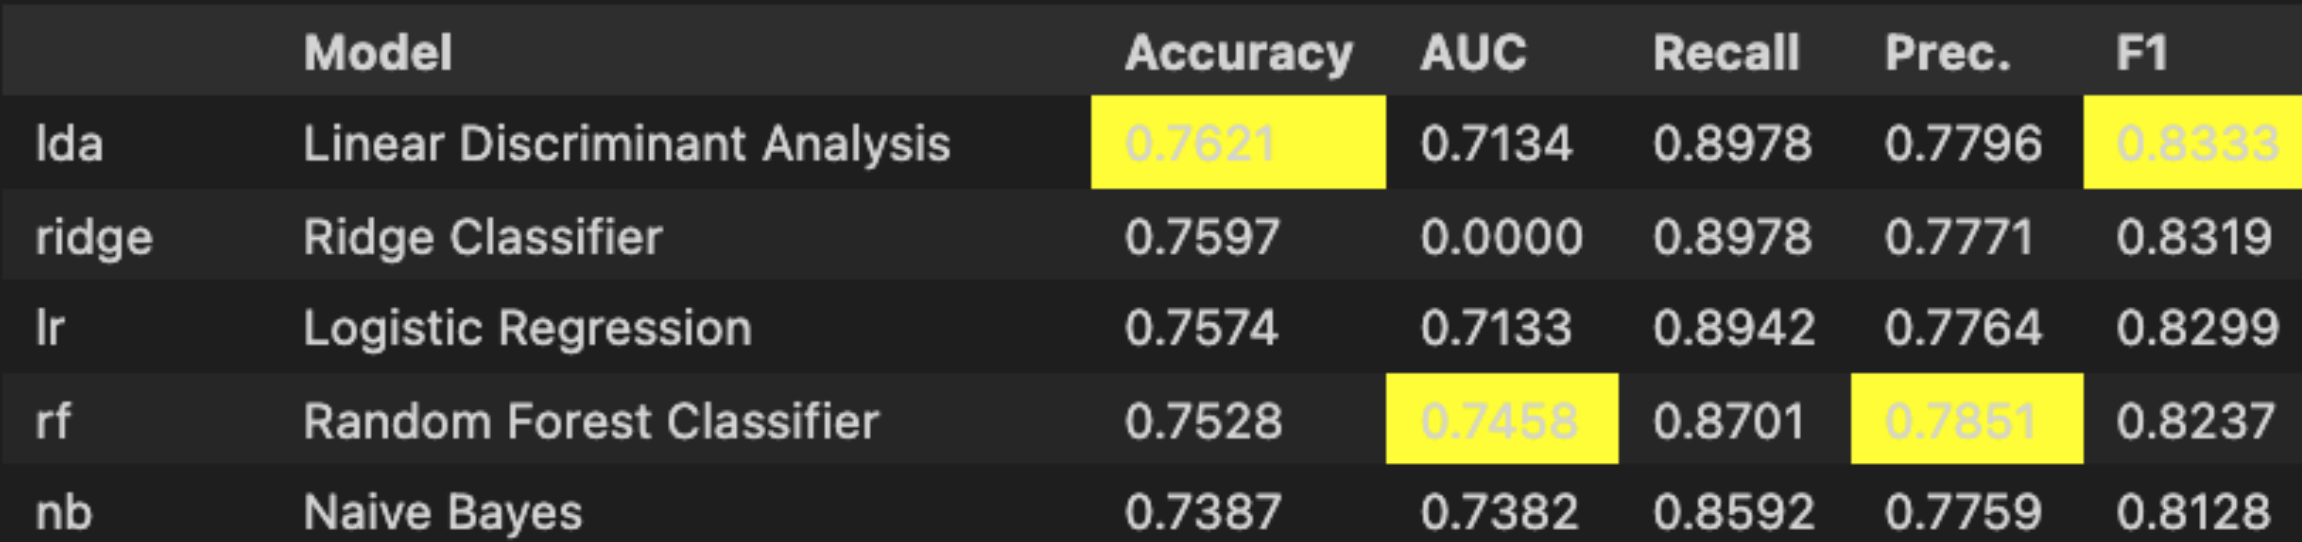 Model Accuracy AUC Recall Prec. F1
lda Linear Discriminant Analysis 0.7621 0.7134 0.8978 0.7796 0.8333
ridge Ridge Classifier 0.7597 0.0000 0.8978 0.7771 0.8319
lr Logistic Regression 0.7574 0.7133 0.8942 0.7764 0.8299
rf Random Forest Classifier 0.7528 0.7458 0.8701 0.7851 0.8237
nb Naive Bayes 0.7387 0.7382 0.8592 0.7759 0.8128